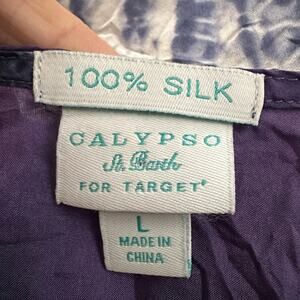 100% SILK
CALYPSO
St. Barth
FOR TARGET®
L
MADE IN
CHINA